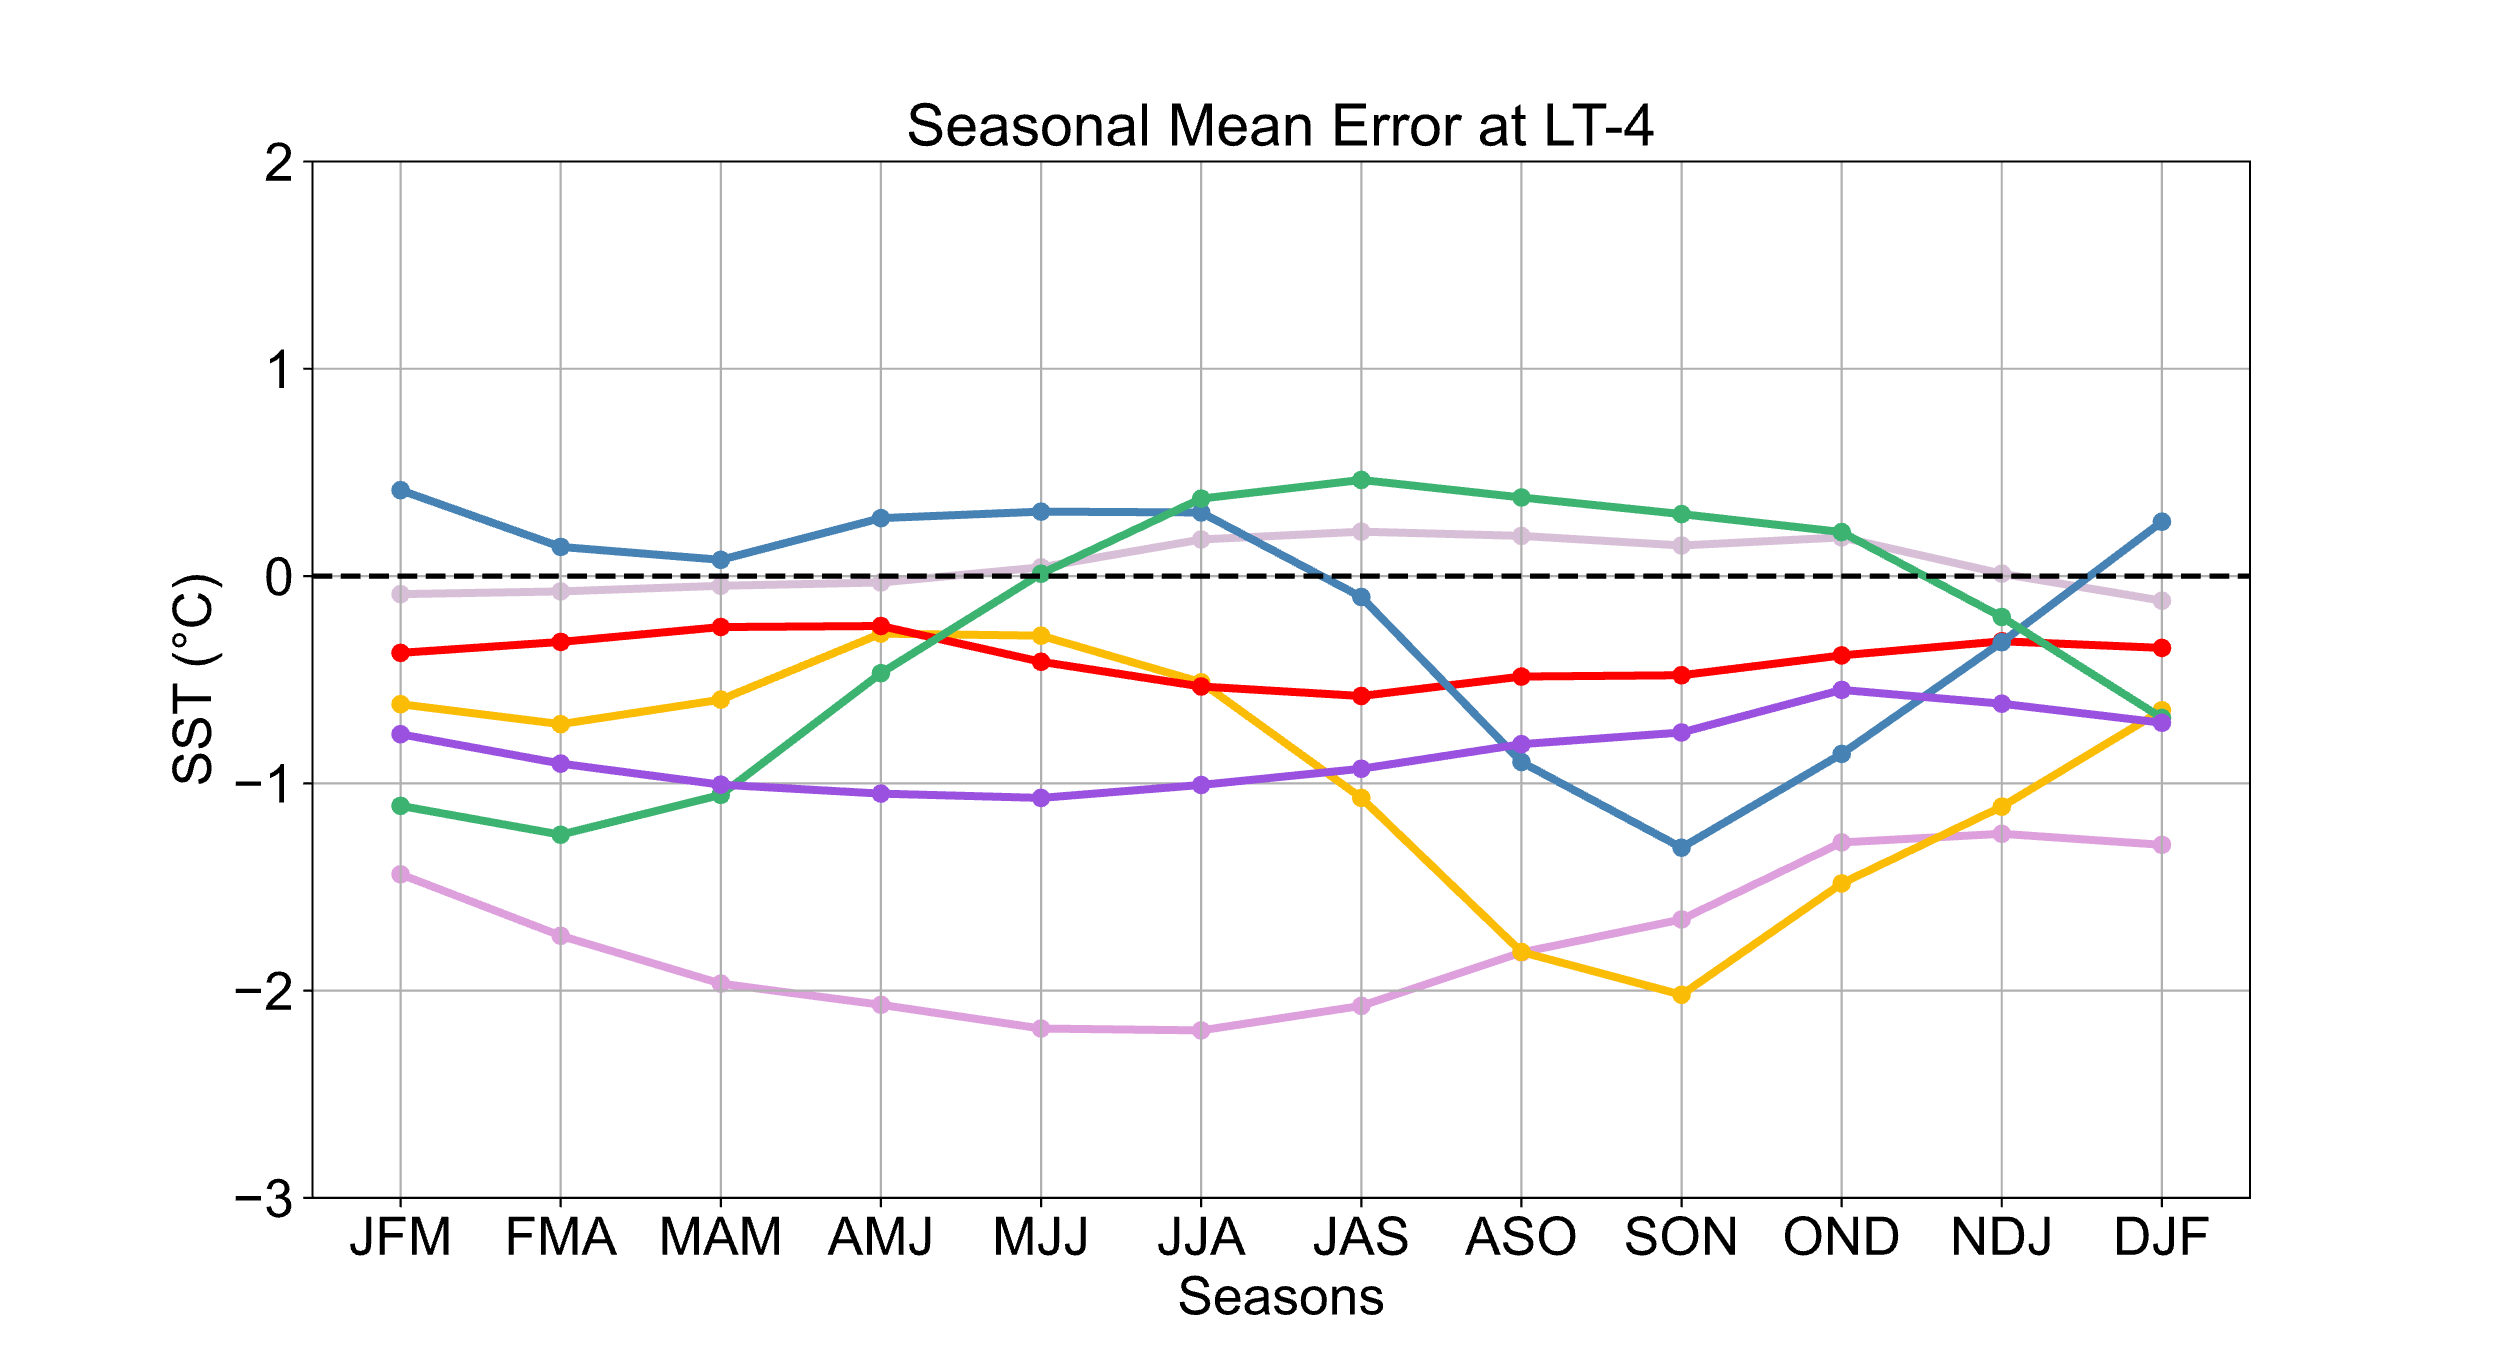 Seasonal Mean Error at LT-4
2
1
0
−1
−2
−3
SST (°C)
JFM FMA MAM AMJ MJJ JJA JAS ASO SON OND NDJ DJF
Seasons